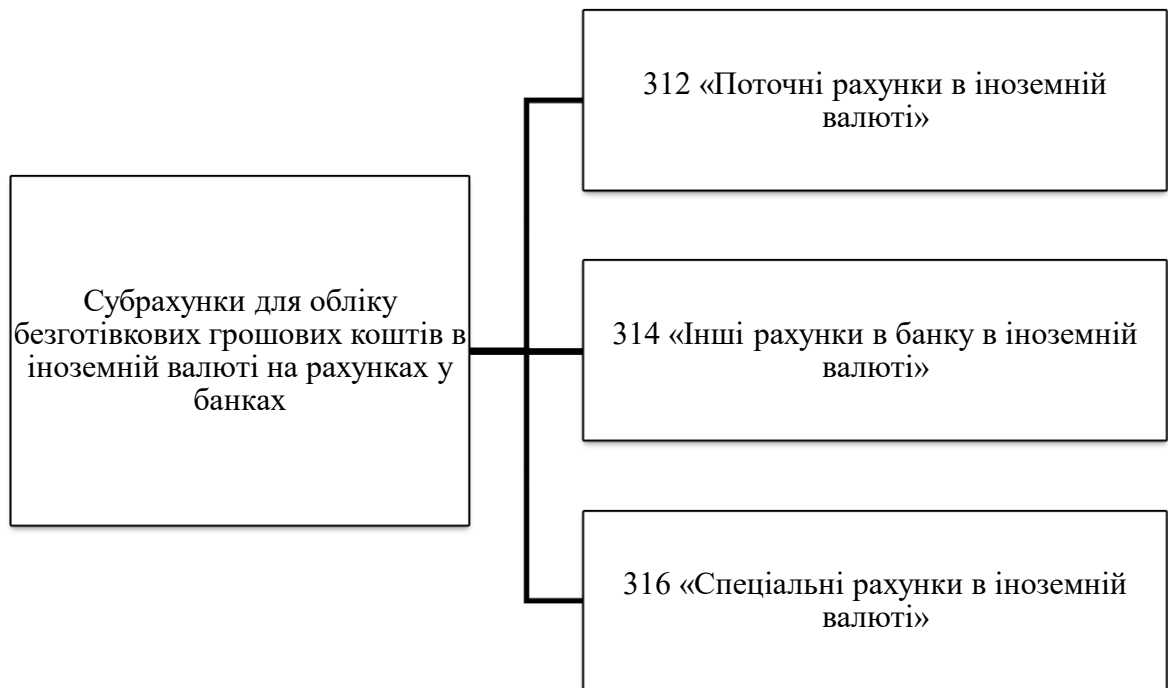 312 «Поточні рахунки в іноземній
валюті»
Субрахунки для обліку
безготівкових грошових коштів в
іноземній валюті на рахунках у
банках
314 «Інші рахунки в банку в іноземній
валюті»
316 «Спеціальні рахунки в іноземній
валюті»